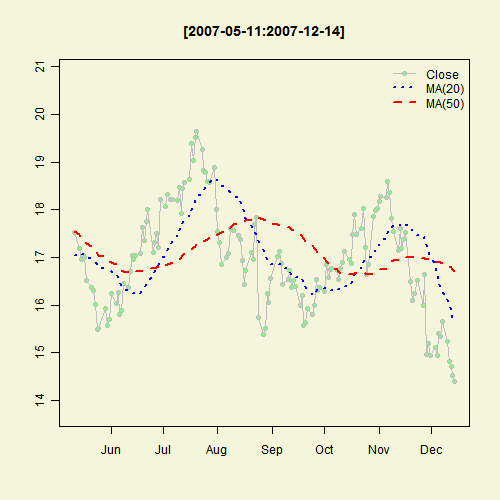 [2007-05-11:2007-12-14]
Close
MA(20)
MA(50)
21
20
19
18
17
16
15
14
Jun Jul Aug Sep Oct Nov Dec